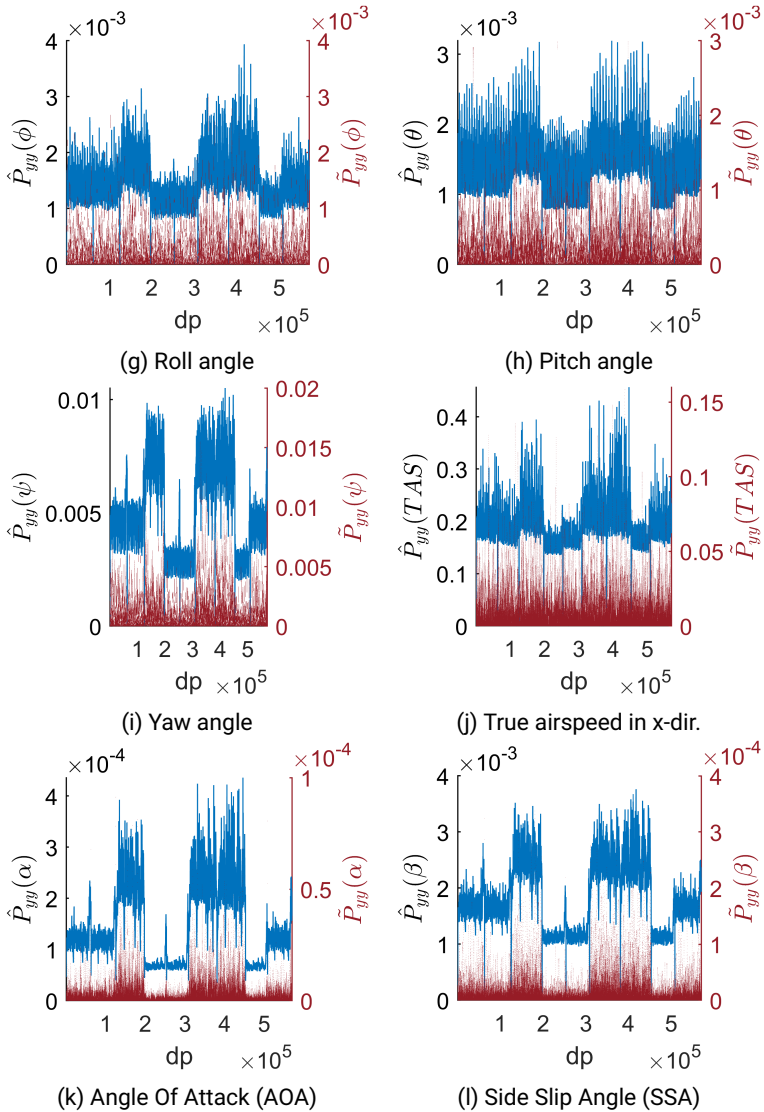 ×10⁻³ ×10⁻³
4 4
3 3
2 2
1 1
0 0
P̂yy(ϕ)
P̃yy(ϕ)
1 2 3 4 5
dp ×10⁵
(g) Roll angle
×10⁻³ ×10⁻³
3 3
2 2
1 1
0 0
P̂yy(θ)
P̃yy(θ)
1 2 3 4 5
dp ×10⁵
(h) Pitch angle
0.01 0.02
0.015
0.005 0.01
0.005
0 0
P̂yy(ψ)
P̃yy(ψ)
1 2 3 4 5
dp ×10⁵
(i) Yaw angle
0.4 0.15
0.3 0.1
0.2 0.05
0.1
0 0
P̂yy(TAS)
P̃yy(TAS)
1 2 3 4 5
dp ×10⁵
(j) True airspeed in x-dir.
×10⁻⁴ ×10⁻⁴
4 1
3
2 0.5
1
0 0
P̂yy(α)
P̃yy(α)
1 2 3 4 5
dp ×10⁵
(k) Angle Of Attack (AOA)
×10⁻³ ×10⁻⁴
4 4
3 3
2 2
1 1
0 0
P̂yy(β)
P̃yy(β)
1 2 3 4 5
dp ×10⁵
(l) Side Slip Angle (SSA)